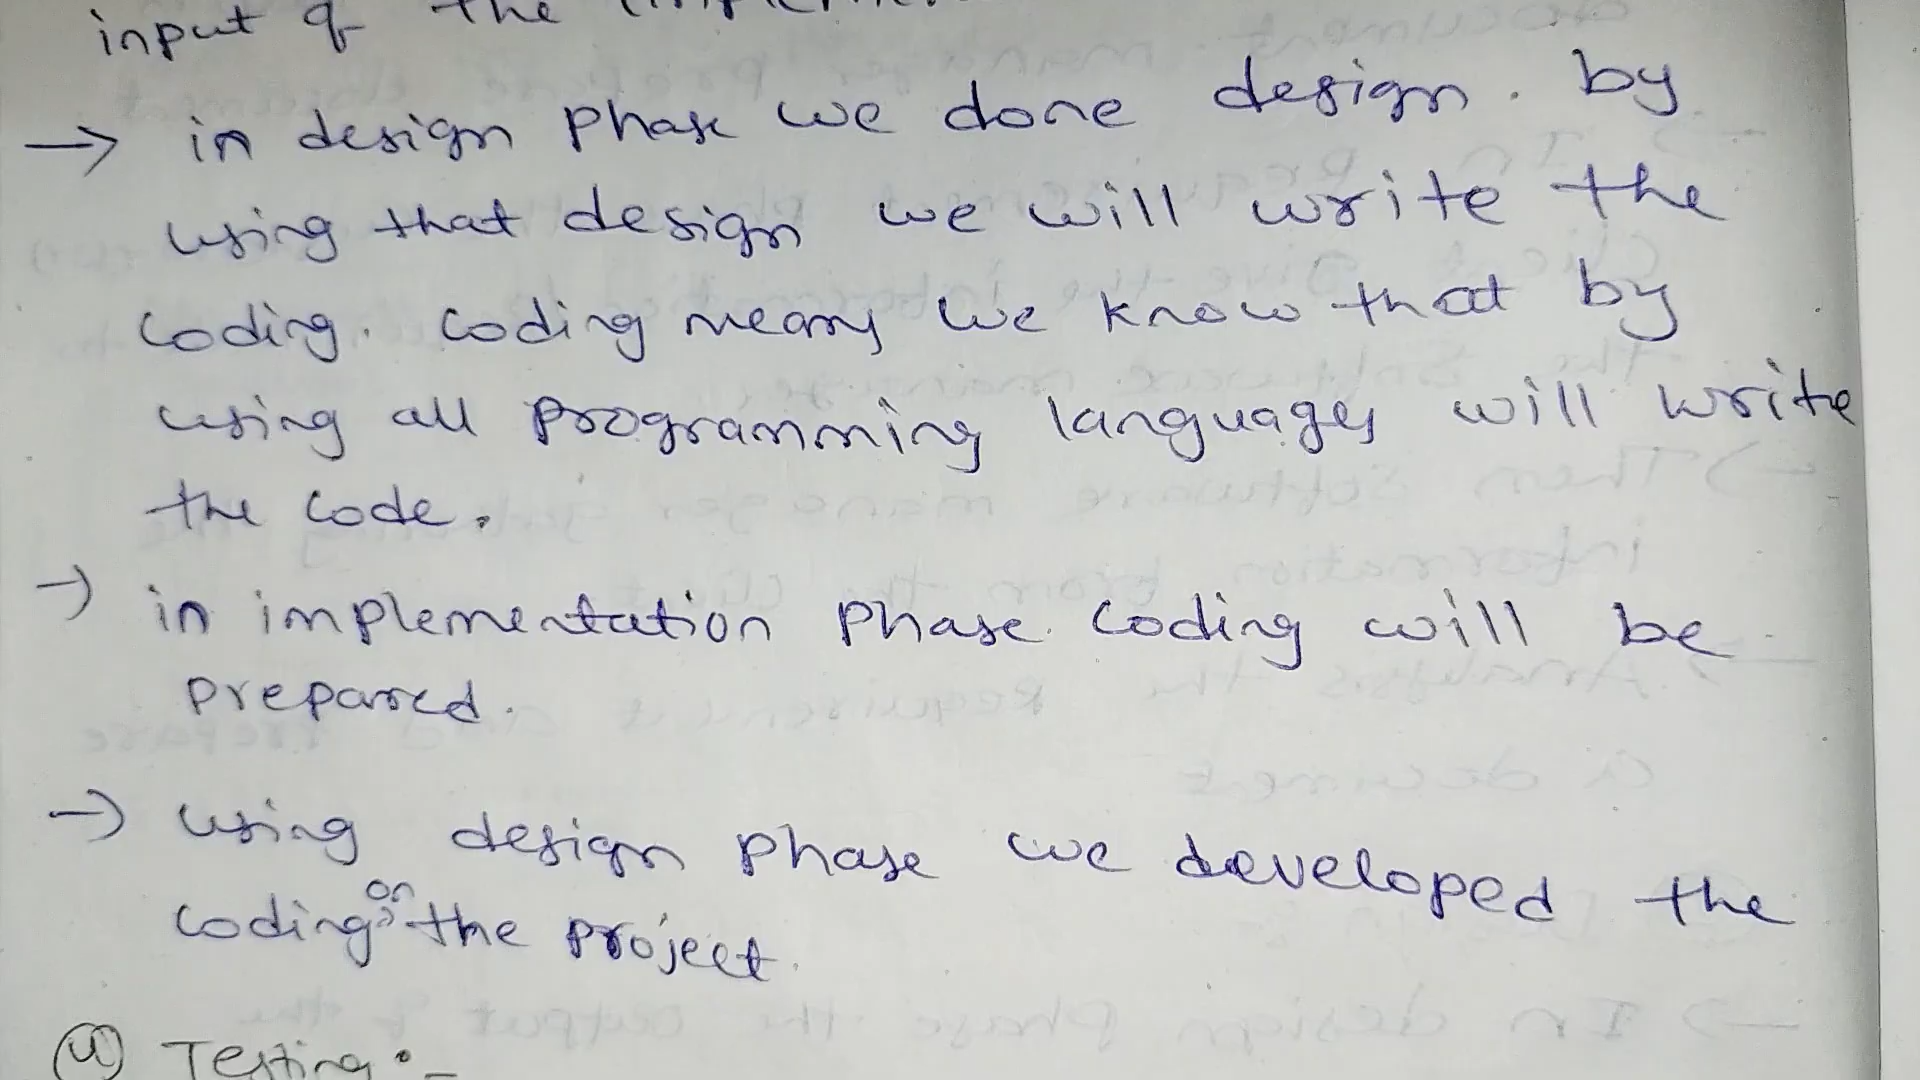 input of the
→ in design phase we done design. by
using that design we will write the
coding. coding means we know that by
using all programming languages will write
the code.
→ in implementation phase coding will be
prepared.
→ using design phase we developed the
coding on the project.
(4) Testing :-